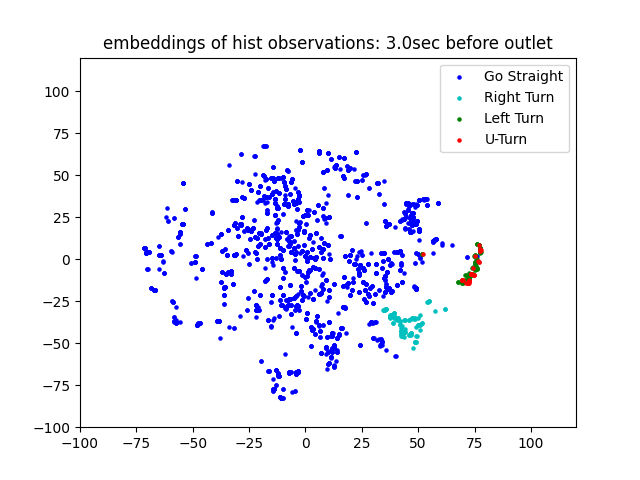 embeddings of hist observations: 3.0sec before outlet
Go Straight
Right Turn
Left Turn
U-Turn
100
75
50
25
0
−25
−50
−75
−100
−100 −75 −50 −25 0 25 50 75 100